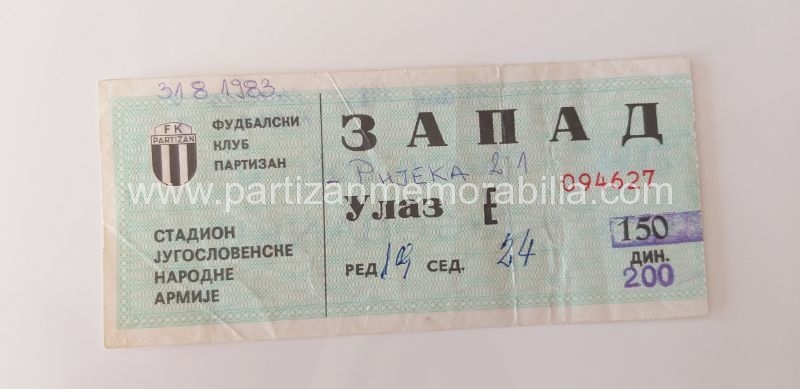 31.8.1983.
FK
PARTIZAN
ФУДБАЛСКИ
КЛУБ
ПАРТИЗАН
СТАДИОН
ЈУГОСЛОВЕНСКЕ
НАРОДНЕ
АРМИЈЕ
ЗАПАД
- РИЈЕКА 2:1
094627
www.partizanmemorabilia.com
Улаз E
РЕД 19 СЕД. 24
150
ДИН.
200